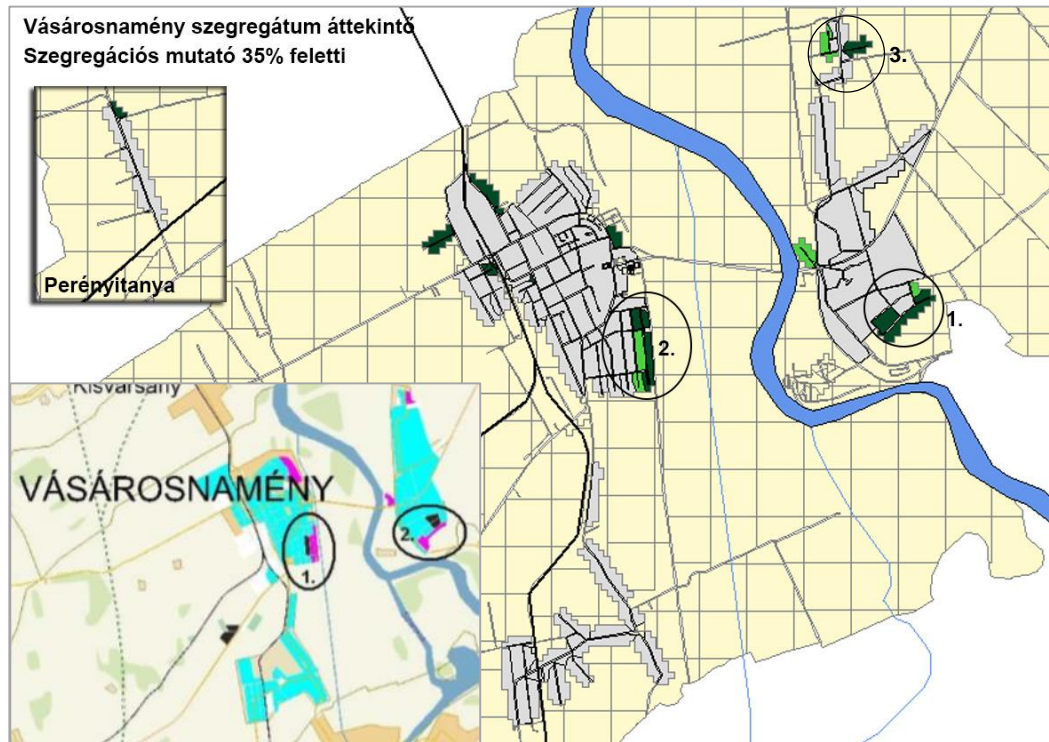 Vásárosnamény szegregátum áttekintő
Szegregációs mutató 35% feletti
Perényitanya
3.
1.
2.
Kisvarsány
VÁSÁROSNAMÉNY
2.
1.